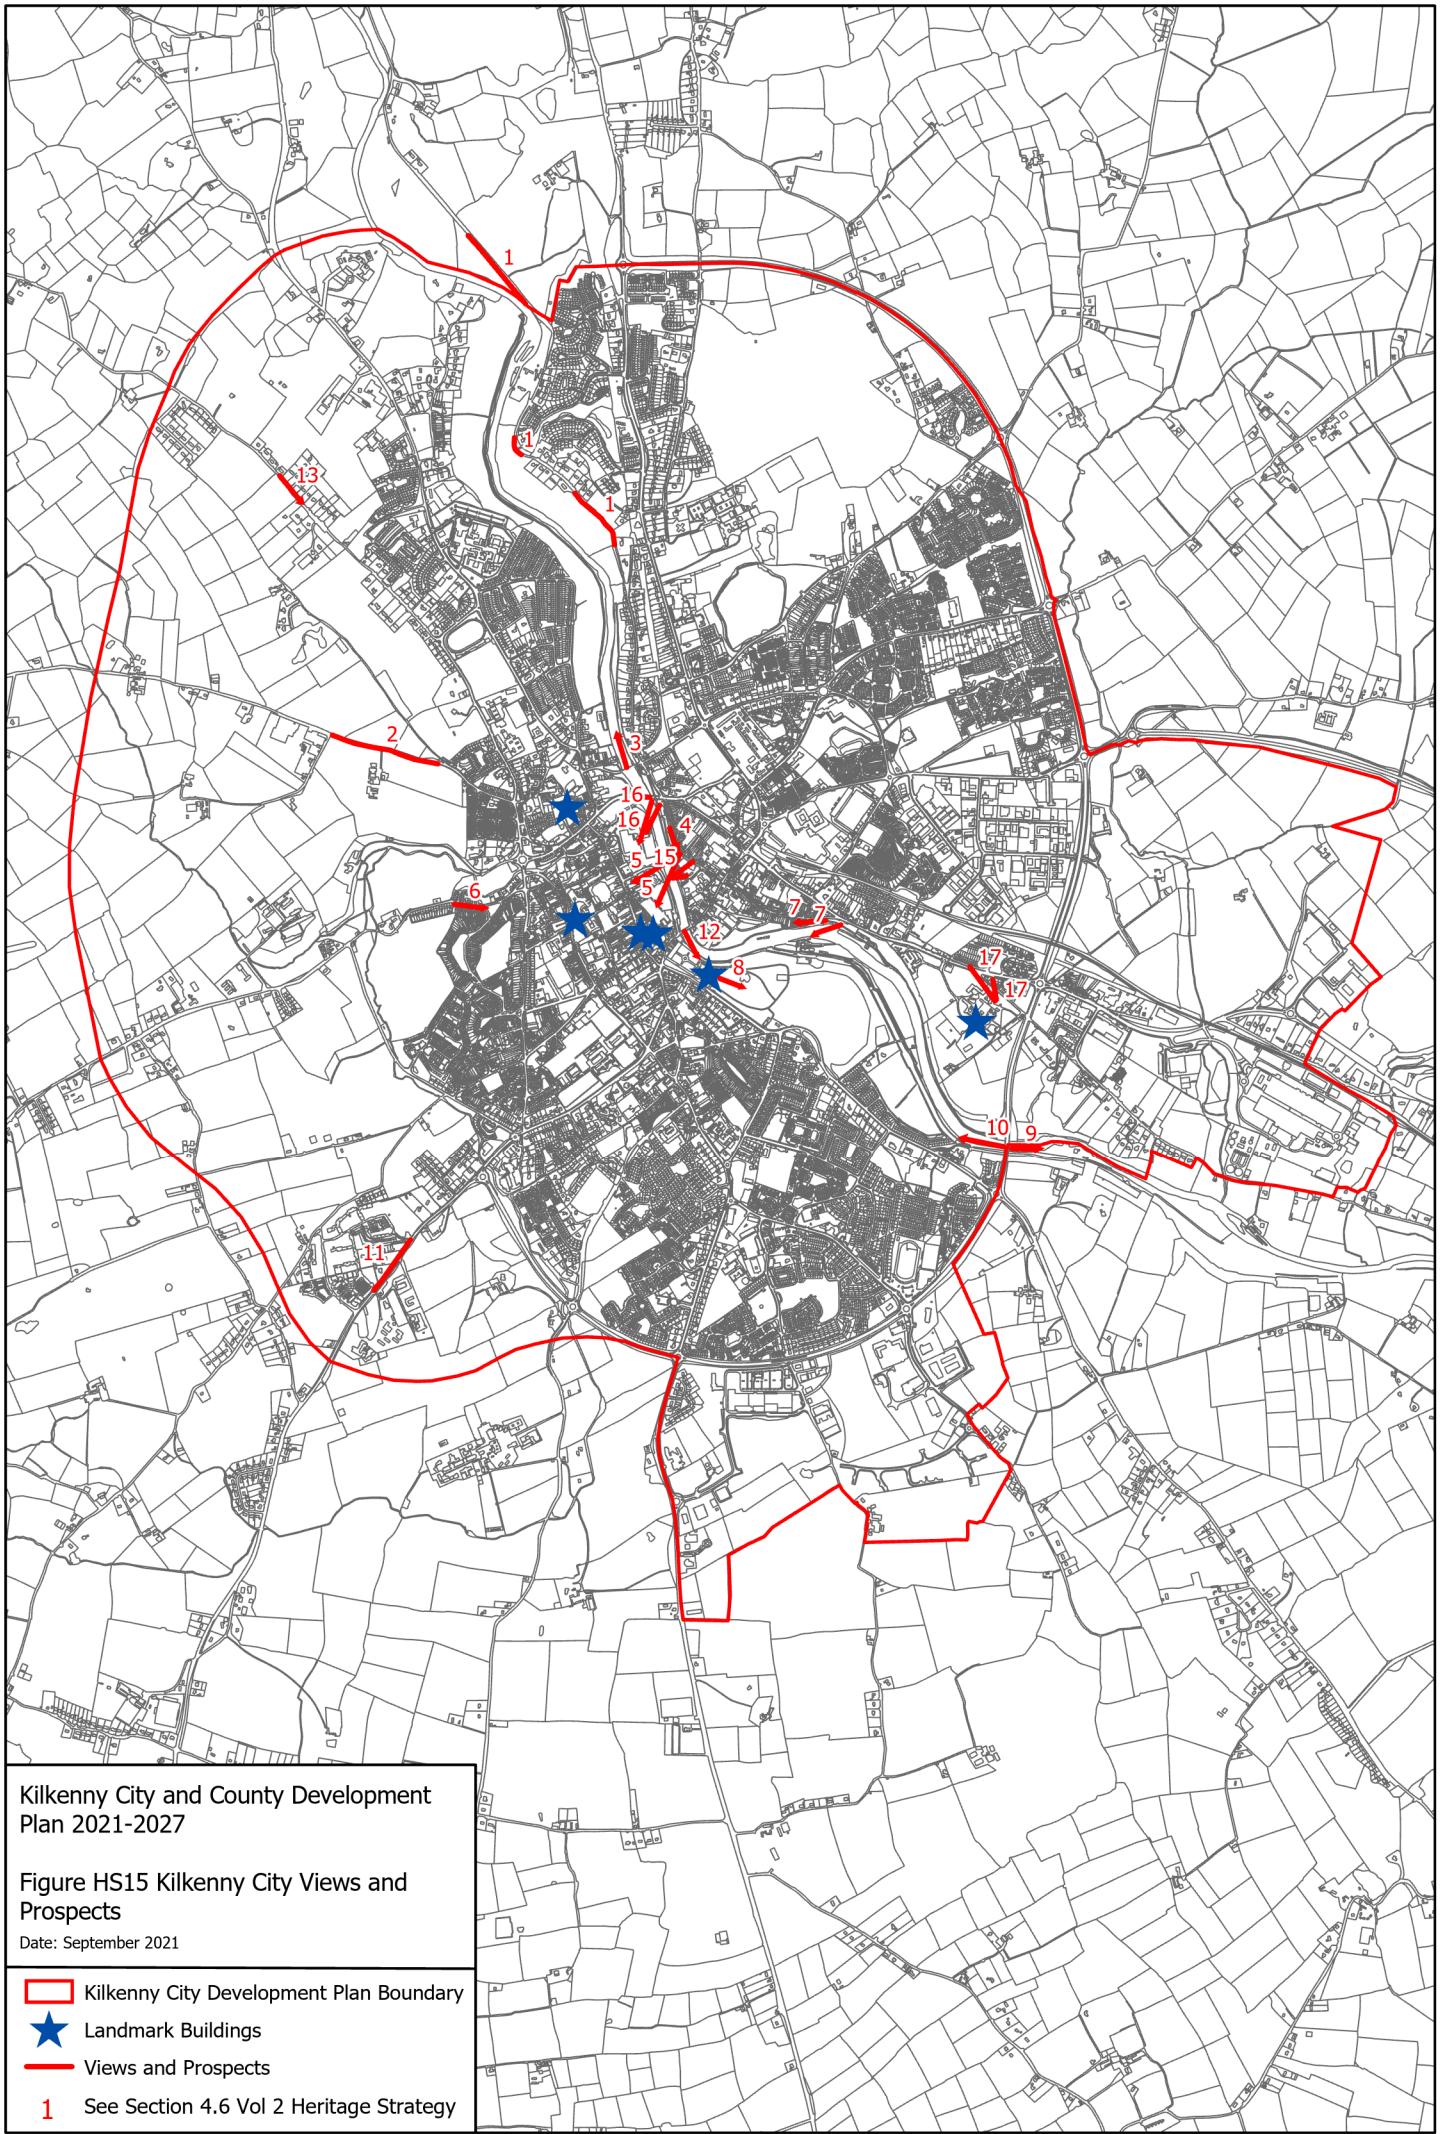 1
1
13
1
2
3
16
16
4
5
15
5
6
7
7
12
8
17
17
10
9
11
Kilkenny City and County Development
Plan 2021-2027
Figure HS15 Kilkenny City Views and
Prospects
Date: September 2021
Kilkenny City Development Plan Boundary
Landmark Buildings
Views and Prospects
1 See Section 4.6 Vol 2 Heritage Strategy